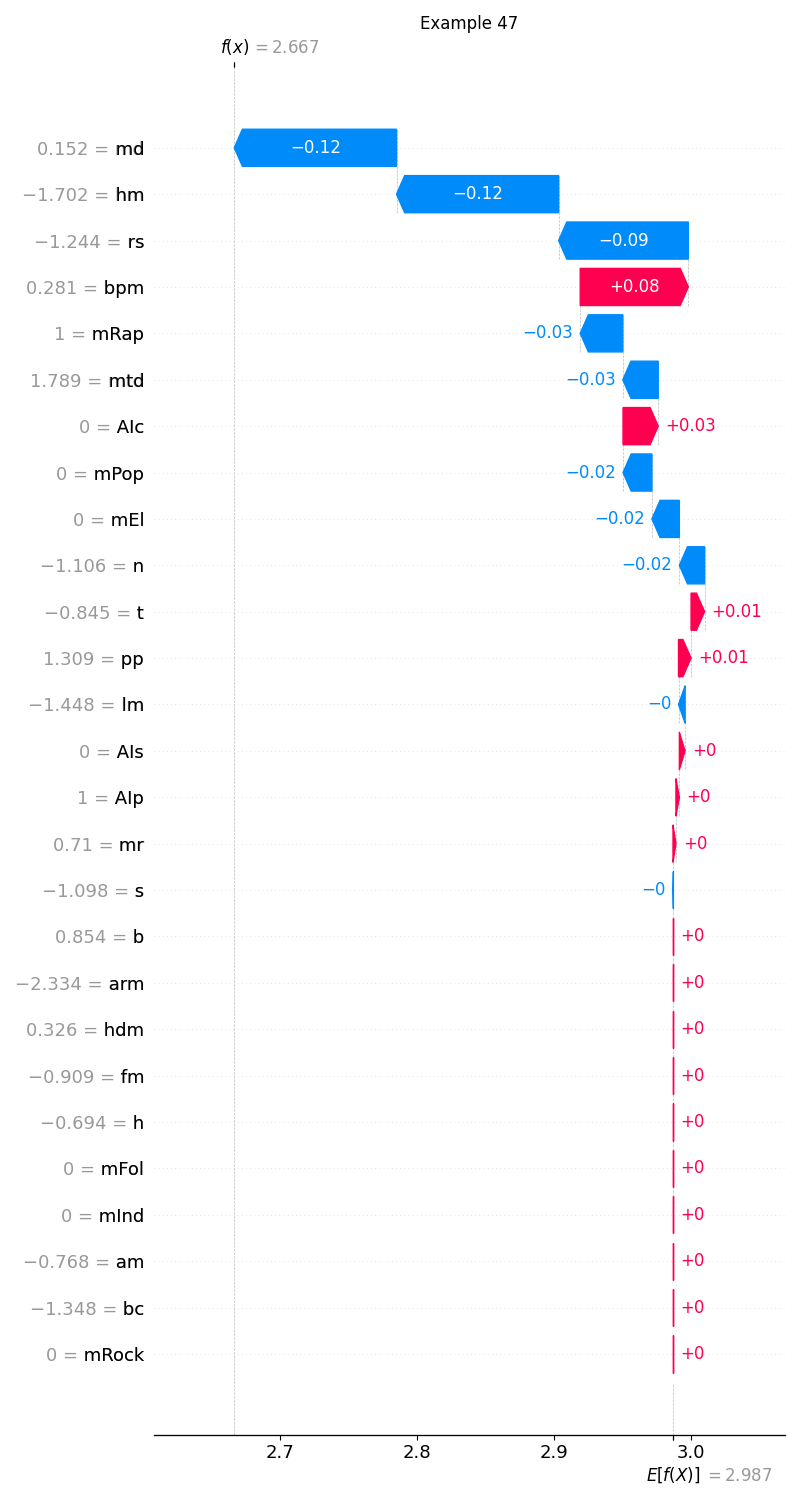 Example 47
f(x) = 2.667
0.152 = md −0.12
−1.702 = hm −0.12
−1.244 = rs −0.09
0.281 = bpm +0.08
1 = mRap −0.03
1.789 = mtd −0.03
0 = AIc +0.03
0 = mPop −0.02
0 = mEl −0.02
−1.106 = n −0.02
−0.845 = t +0.01
1.309 = pp +0.01
−1.448 = lm −0
0 = AIs +0
1 = AIp +0
0.71 = mr +0
−1.098 = s −0
0.854 = b +0
−2.334 = arm +0
0.326 = hdm +0
−0.909 = fm +0
−0.694 = h +0
0 = mFol +0
0 = mInd +0
−0.768 = am +0
−1.348 = bc +0
0 = mRock +0
2.7 2.8 2.9 3.0
E[f(X)] = 2.987